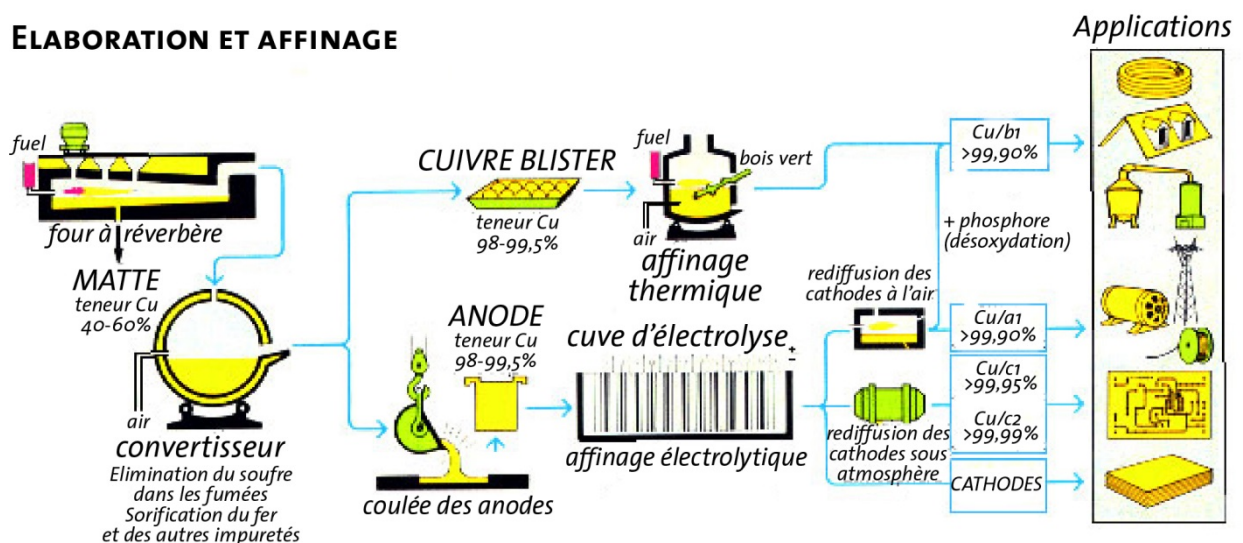 ELABORATION ET AFFINAGE
Applications
fuel
four à réverbère
MATTE
teneur Cu
40-60%
air
convertisseur
Elimination du soufre
dans les fumées
Sorification du fer
et des autres impuretés
CUIVRE BLISTER
teneur Cu
98-99,5%
fuel
bois vert
air
affinage
thermique
ANODE
teneur Cu
98-99,5%
coulée des anodes
cuve d'électrolyse
+
-
affinage électrolytique
rediffusion des
cathodes à l'air
+ phosphore
(désoxydation)
rediffusion des
cathodes sous
atmosphère
Cu/b1
>99,90%
Cu/a1
>99,90%
Cu/c1
>99,95%
Cu/c2
>99,99%
CATHODES